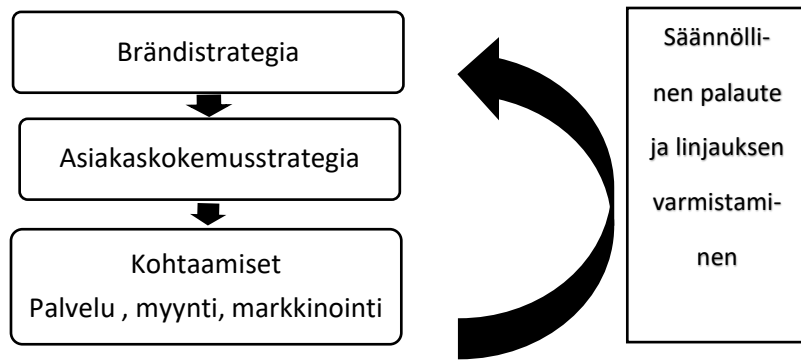 Brändistrategia
Asiakaskokemusstrategia
Kohtaamiset
Palvelu , myynti, markkinointi
Säännölli-
nen palaute
ja linjauksen
varmistami-
nen